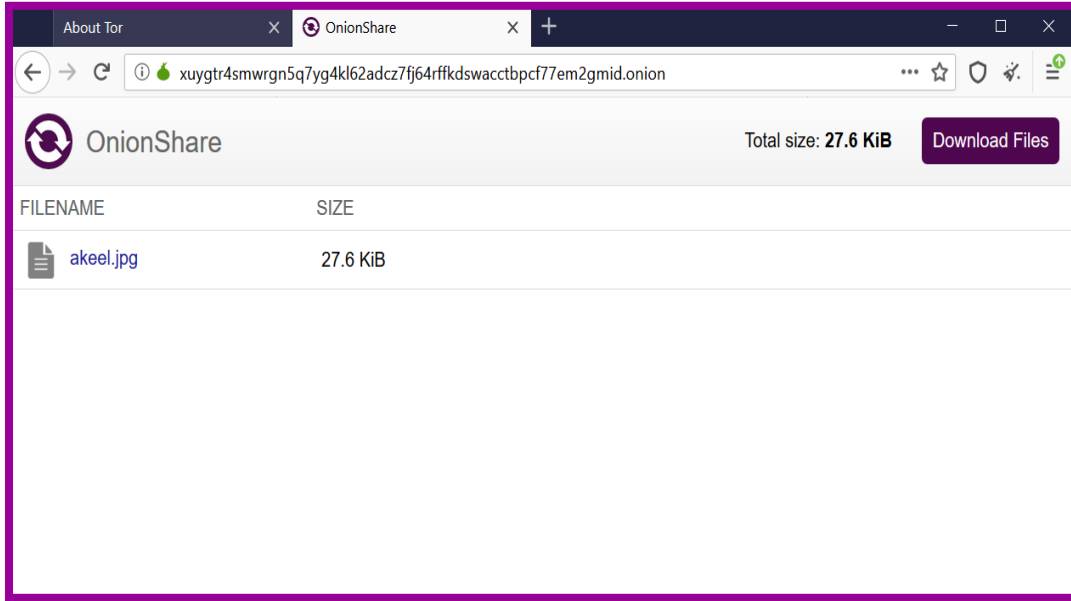 About Tor
OnionShare
xuygtr4smwrgn5q7yg4kl62adcz7fj64rffkdswacctbpcf77em2gmid.onion
OnionShare
Total size: 27.6 KiB
Download Files
FILENAME SIZE
akeel.jpg 27.6 KiB